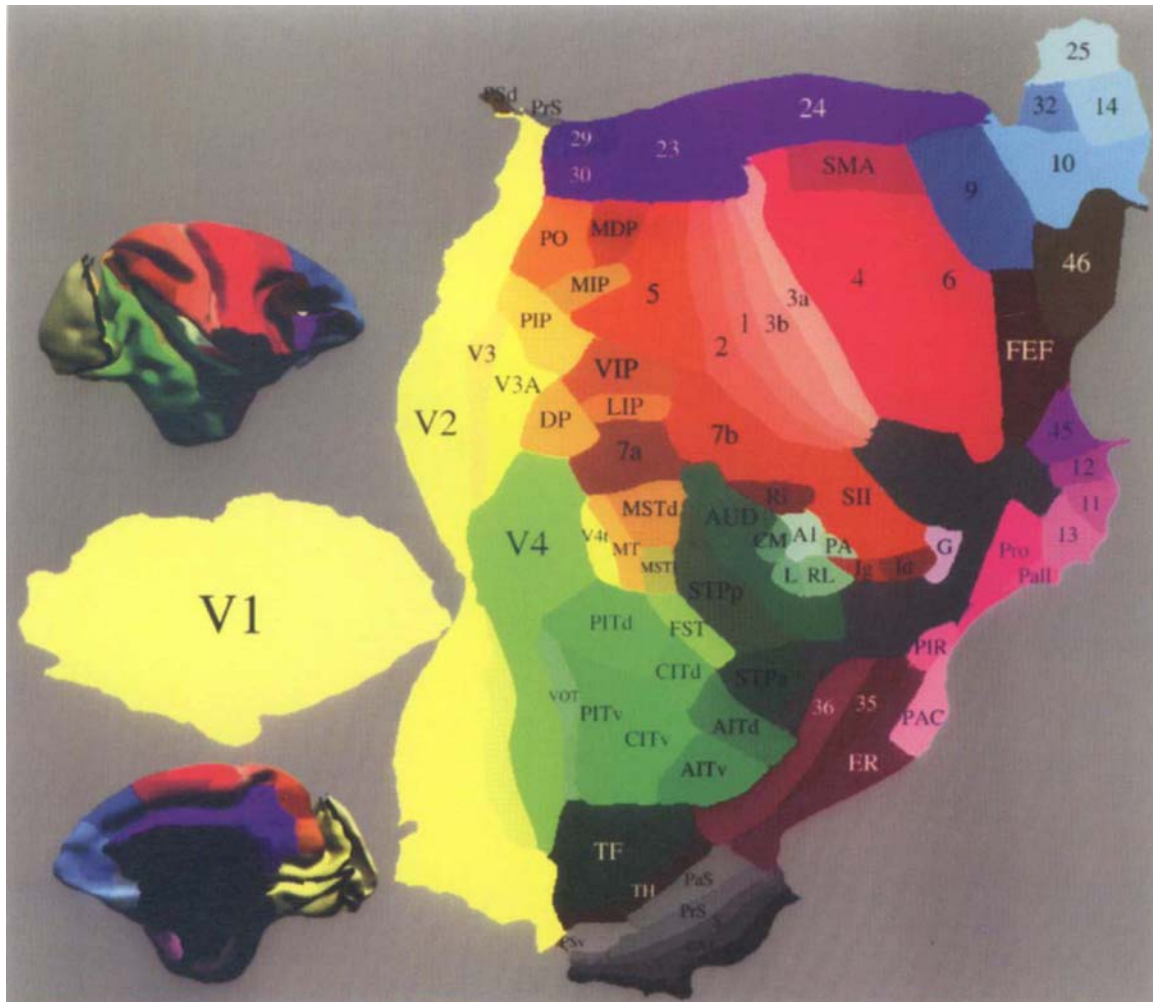 25
PSd
PrS
24
32
14
29
23
30
SMA
10
9
PO
MDP
46
MIP
5
4
6
3a
1
3b
PIP
2
FEF
V3
VIP
V3A
LIP
V2
DP
7b
45
7a
12
Ri
SII
11
MSTd
AUD
A1
V4
V4t
CM
PA
G
13
MT
Pro
MSTl
Ig
Id
L
RL
PalI
STPp
V1
PITd
FST
PIR
CITd
STPa
VOT
36
35
PITv
PAC
AITd
CITv
ER
AITv
TF
PaS
TH
PrS
S
PSv
CA1